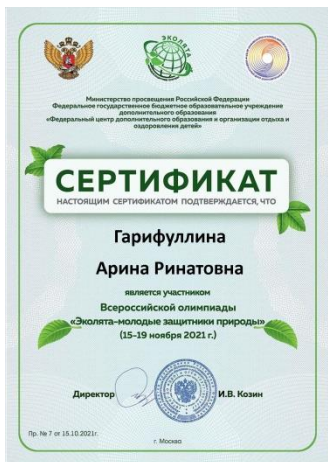 ЭКОЛЯТА
Министерство просвещения Российской Федерации
Федеральное государственное бюджетное образовательное учреждение
дополнительного образования
«Федеральный центр дополнительного образования и организации отдыха и
оздоровления детей»
СЕРТИФИКАТ
НАСТОЯЩИМ СЕРТИФИКАТОМ ПОДТВЕРЖДАЕТСЯ, ЧТО
Гарифуллина
Арина Ринатовна
является участником
Всероссийской олимпиады
«Эколята-молодые защитники природы»
(15-19 ноября 2021 г.)
Директор
И.В. Козин
Пр. № 7 от 15.10.2021г.
г. Москва